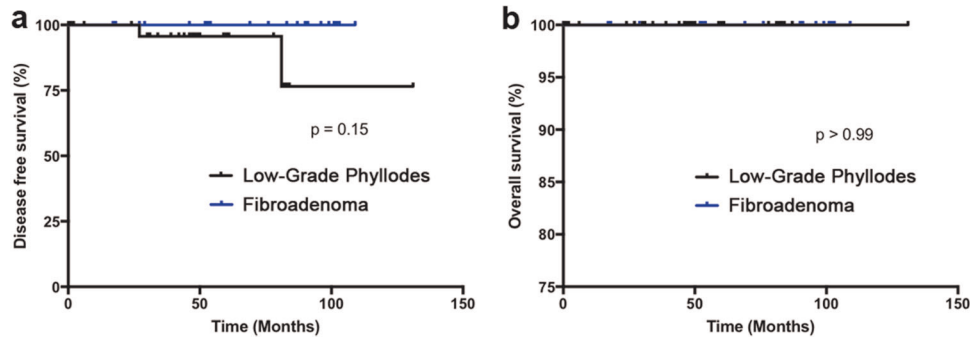 a
Disease free survival (%)
100
75
50
25
0
p = 0.15
Low-Grade Phyllodes
Fibroadenoma
0 50 100 150
Time (Months)
b
Overall survival (%)
100
95
90
85
80
75
p > 0.99
Low-Grade Phyllodes
Fibroadenoma
0 50 100 150
Time (Months)